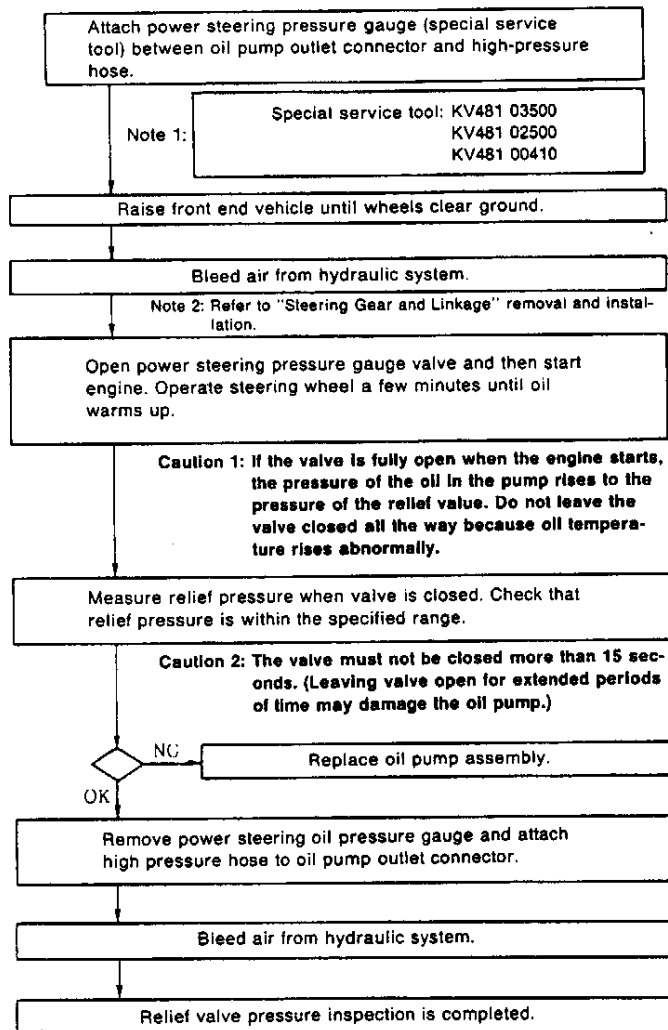 Attach power steering pressure gauge (special service
tool) between oil pump outlet connector and high-pressure
hose.
Note 1:
Special service tool: KV481 03500
KV481 02500
KV481 00410
Raise front end vehicle until wheels clear ground.
Bleed air from hydraulic system.
Note 2: Refer to "Steering Gear and Linkage" removal and instal-
lation.
Open power steering pressure gauge valve and then start
engine. Operate steering wheel a few minutes until oil
warms up.
Caution 1: If the valve is fully open when the engine starts,
the pressure of the oil in the pump rises to the
pressure of the relief value. Do not leave the
valve closed all the way because oil tempera-
ture rises abnormally.
Measure relief pressure when valve is closed. Check that
relief pressure is within the specified range.
Caution 2: The valve must not be closed more than 15 sec-
onds. (Leaving valve open for extended periods
of time may damage the oil pump.)
NG
Replace oil pump assembly.
OK
Remove power steering oil pressure gauge and attach
high pressure hose to oil pump outlet connector.
Bleed air from hydraulic system.
Relief valve pressure inspection is completed.